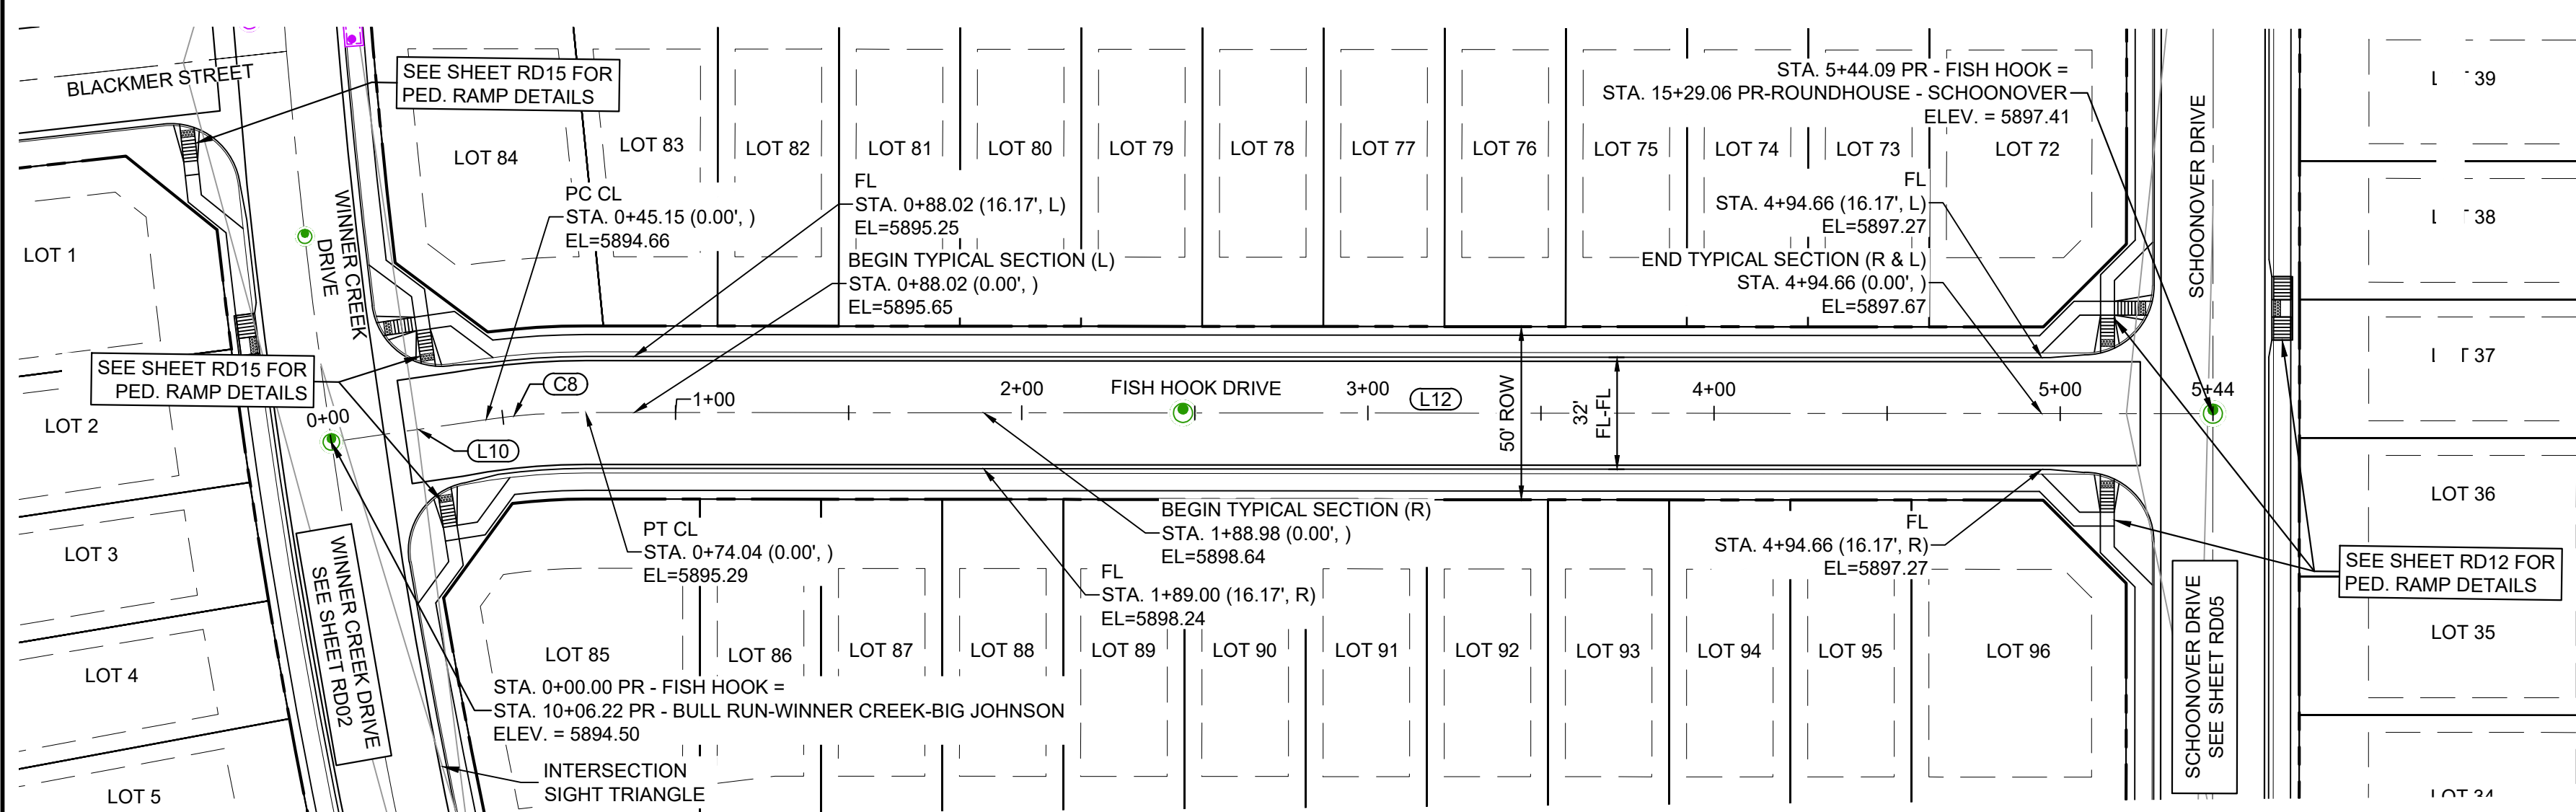 BLACKMER STREET
SEE SHEET RD15 FOR
PED. RAMP DETAILS
WINNER CREEK
DRIVE
LOT 1
LOT 2
LOT 3
LOT 4
LOT 5
LOT 84
LOT 83
LOT 82
LOT 81
LOT 80
LOT 79
LOT 78
LOT 77
LOT 76
LOT 75
LOT 74
LOT 73
LOT 72
STA. 5+44.09 PR - FISH HOOK =
STA. 15+29.06 PR-ROUNDHOUSE - SCHOONOVER
ELEV. = 5897.41
SCHOONOVER DRIVE
39
38
37
LOT 36
LOT 35
PC CL
STA. 0+45.15 (0.00', )
EL=5894.66
FL
STA. 0+88.02 (16.17', L)
EL=5895.25
BEGIN TYPICAL SECTION (L)
STA. 0+88.02 (0.00', )
EL=5895.65
FL
STA. 4+94.66 (16.17', L)
EL=5897.27
END TYPICAL SECTION (R & L)
STA. 4+94.66 (0.00', )
EL=5897.67
SEE SHEET RD15 FOR
PED. RAMP DETAILS
0+00
C8
L10
1+00
2+00
FISH HOOK DRIVE
3+00
L12
50' ROW
32'
FL-FL
4+00
5+00
5+44
PT CL
STA. 0+74.04 (0.00', )
EL=5895.29
BEGIN TYPICAL SECTION (R)
STA. 1+88.98 (0.00', )
EL=5898.64
FL
STA. 1+89.00 (16.17', R)
EL=5898.24
FL
STA. 4+94.66 (16.17', R)
EL=5897.27
SEE SHEET RD12 FOR
PED. RAMP DETAILS
WINNER CREEK DRIVE
SEE SHEET RD02
SCHOONOVER DRIVE
SEE SHEET RD05
LOT 85
LOT 86
LOT 87
LOT 88
LOT 89
LOT 90
LOT 91
LOT 92
LOT 93
LOT 94
LOT 95
LOT 96
STA. 0+00.00 PR - FISH HOOK =
STA. 10+06.22 PR - BULL RUN-WINNER CREEK-BIG JOHNSON
ELEV. = 5894.50
INTERSECTION
SIGHT TRIANGLE